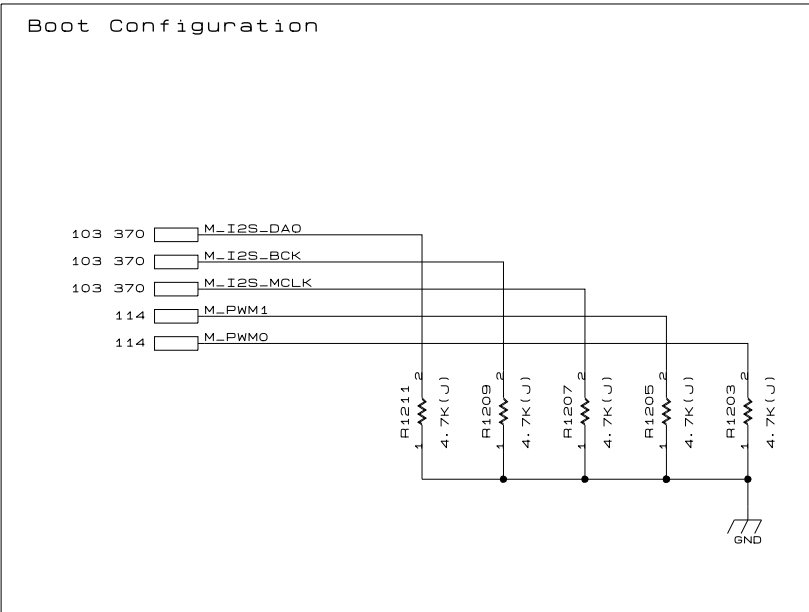 Boot Configuration
103 370 M_I2S_DAO
103 370 M_I2S_BCK
103 370 M_I2S_MCLK
114 M_PWM1
114 M_PWM0
R1211 1 2 4.7K(J)
R1209 1 2 4.7K(J)
R1207 1 2 4.7K(J)
R1205 1 2 4.7K(J)
R1203 1 2 4.7K(J)
GND